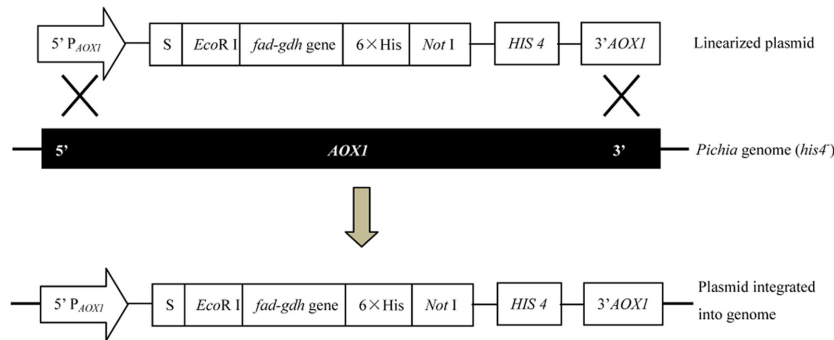 5’ PAOX1 S EcoR I fad-gdh gene 6×His Not I HIS 4 3’AOX1 Linearized plasmid
5’ AOX1 3’ Pichia genome (his4-)
5’ PAOX1 S EcoR I fad-gdh gene 6×His Not I HIS 4 3’AOX1 Plasmid integrated
into genome